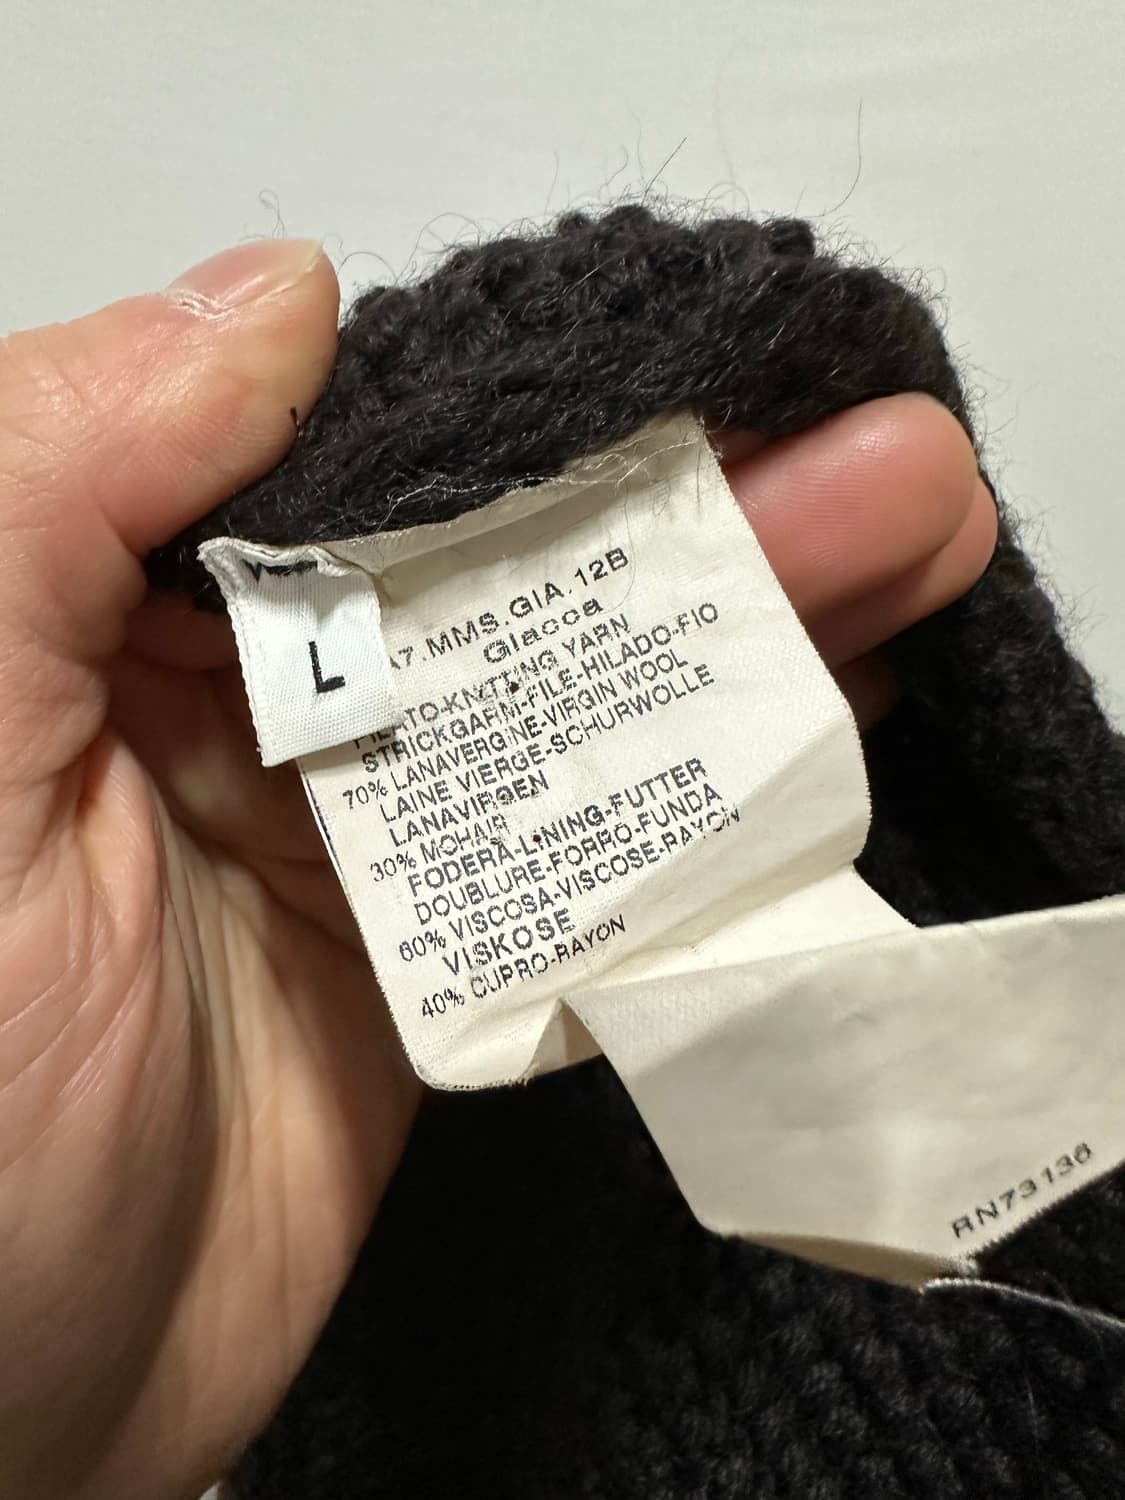 L
A7.MMS.GIA.12B
Giacca
FILATO-KNITTING YARN
STRICKGARM-FILE-HILADO-FIO
70% LANAVERGINE-VIRGIN WOOL
LAINE VIERGE-SCHURWOLLE
LANAVIRGEN
30% MOHAIR
FODERA-LINING-FUTTER
DOUBLURE-FORRO-FUNDA
60% VISCOSA-VISCOSE-RAYON
VISKOSE
40% CUPRO-RAYON
RN73136